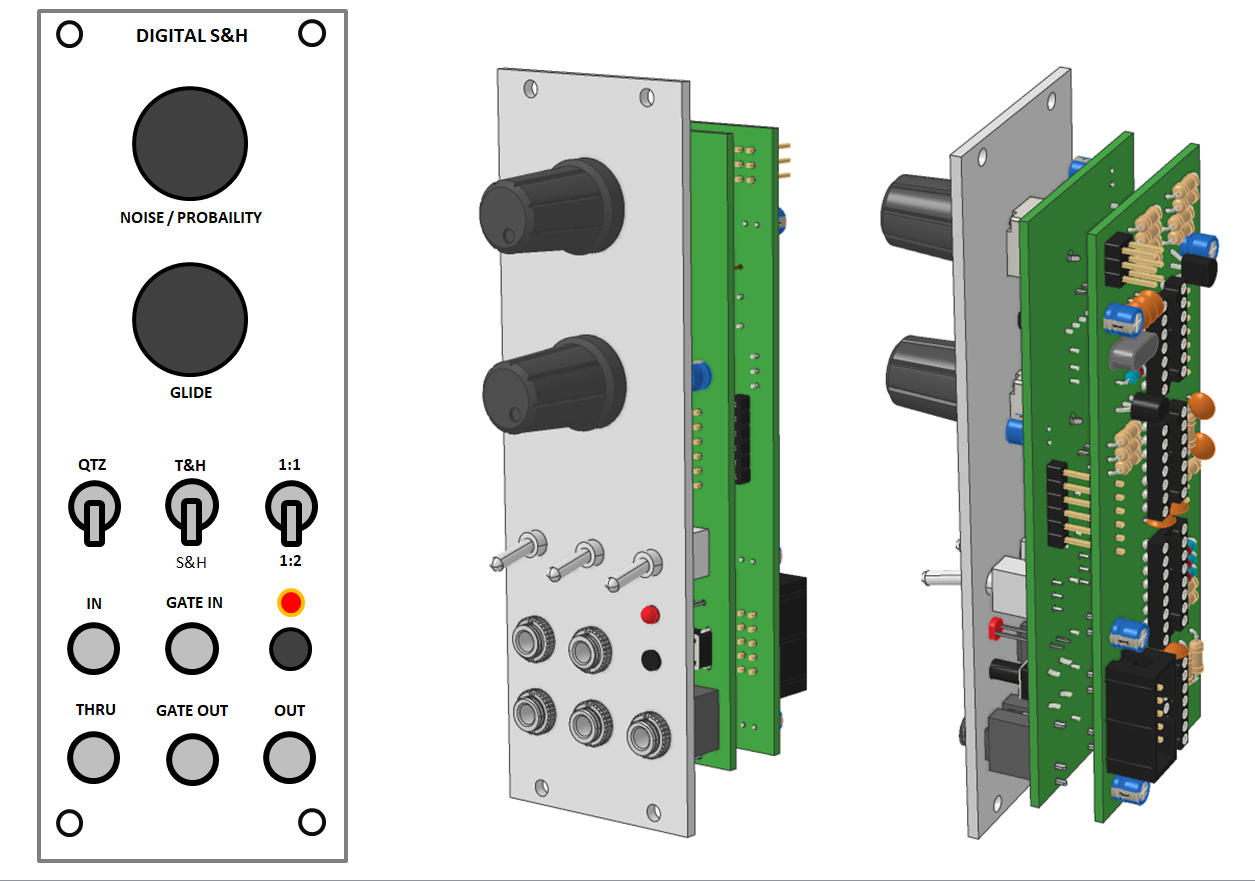 DIGITAL S&H
NOISE / PROBAILITY
GLIDE
QTZ T&H 1:1
S&H 1:2
IN GATE IN
THRU GATE OUT OUT